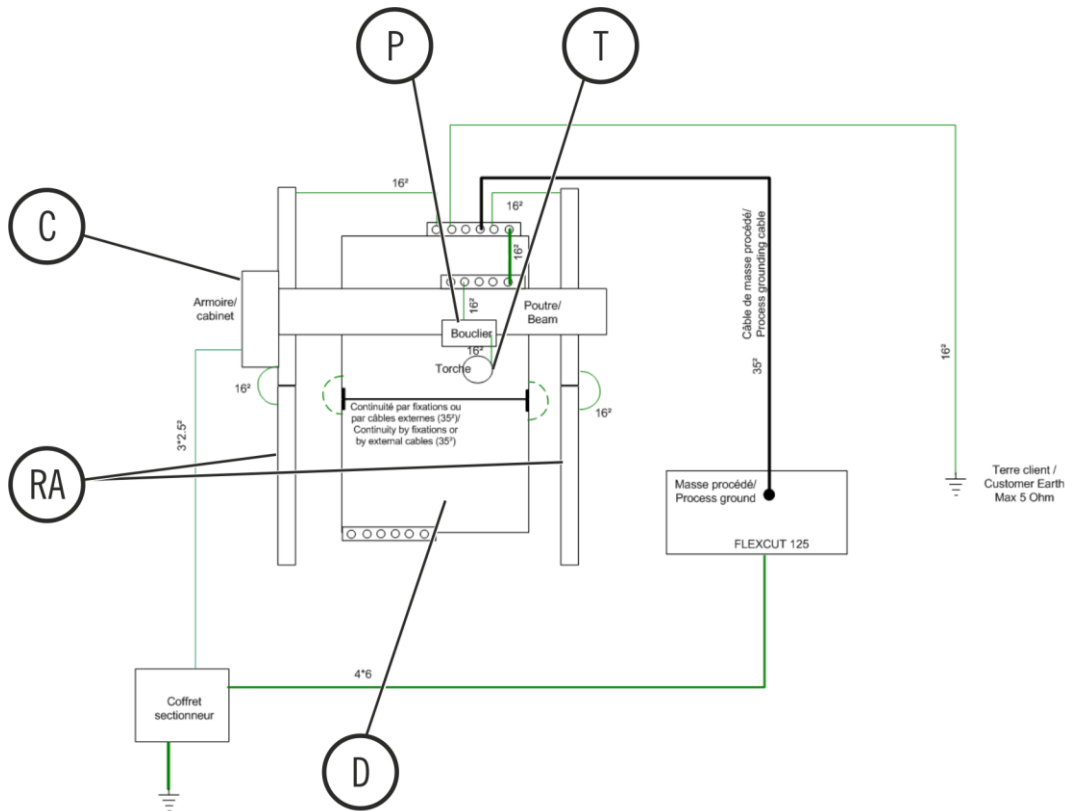 P
T
C
16²
16²
16²
Câble de masse procédé/
Process grounding cable
35²
Armoire/
cabinet
16²
Poutre/
Beam
Bouclier
16²
Torche
16²
16²
16²
3*2.5²
Continuité par fixations ou
par câbles externes (35²)/
Continuity by fixations or
by external cables (35²)
RA
Masse procédé/
Process ground
FLEXCUT 125
Terre client /
Customer Earth
Max 5 Ohm
4*6
Coffret
sectionneur
D